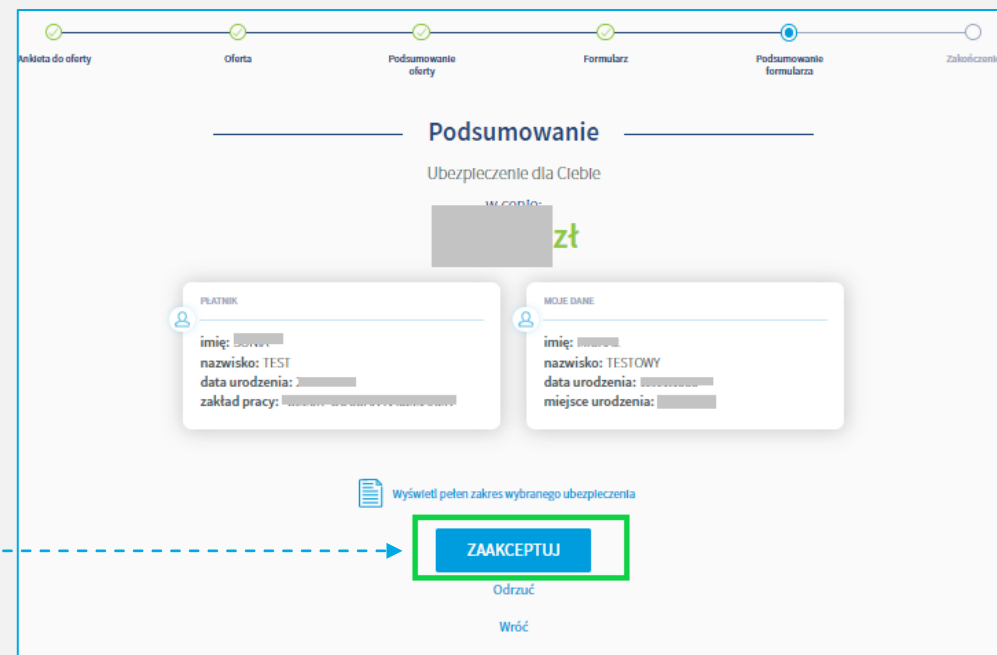 Ankieta do oferty
Oferta
Podsumowanie
oferty
Formularz
Podsumowanie
formularza
Zakończenie
Podsumowanie
Ubezpieczenie dla Ciebie
w cenie:
zł
PŁATNIK
imię:
nazwisko: TEST
data urodzenia:
zakład pracy:
MOJE DANE
imię:
nazwisko: TESTOWY
data urodzenia:
miejsce urodzenia:
Wyświetl pełen zakres wybranego ubezpieczenia
ZAAKCEPTUJ
Odrzuć
Wróć